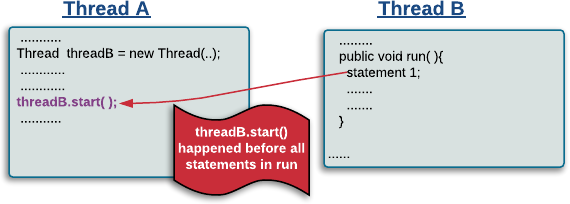 Thread A
...........
Thread threadB = new Thread(..);
............
............
threadB.start( );
...........
threadB.start()
happened before all
statements in run
Thread B
.........
public void run( ){
statement 1;
.......
.......
}
......